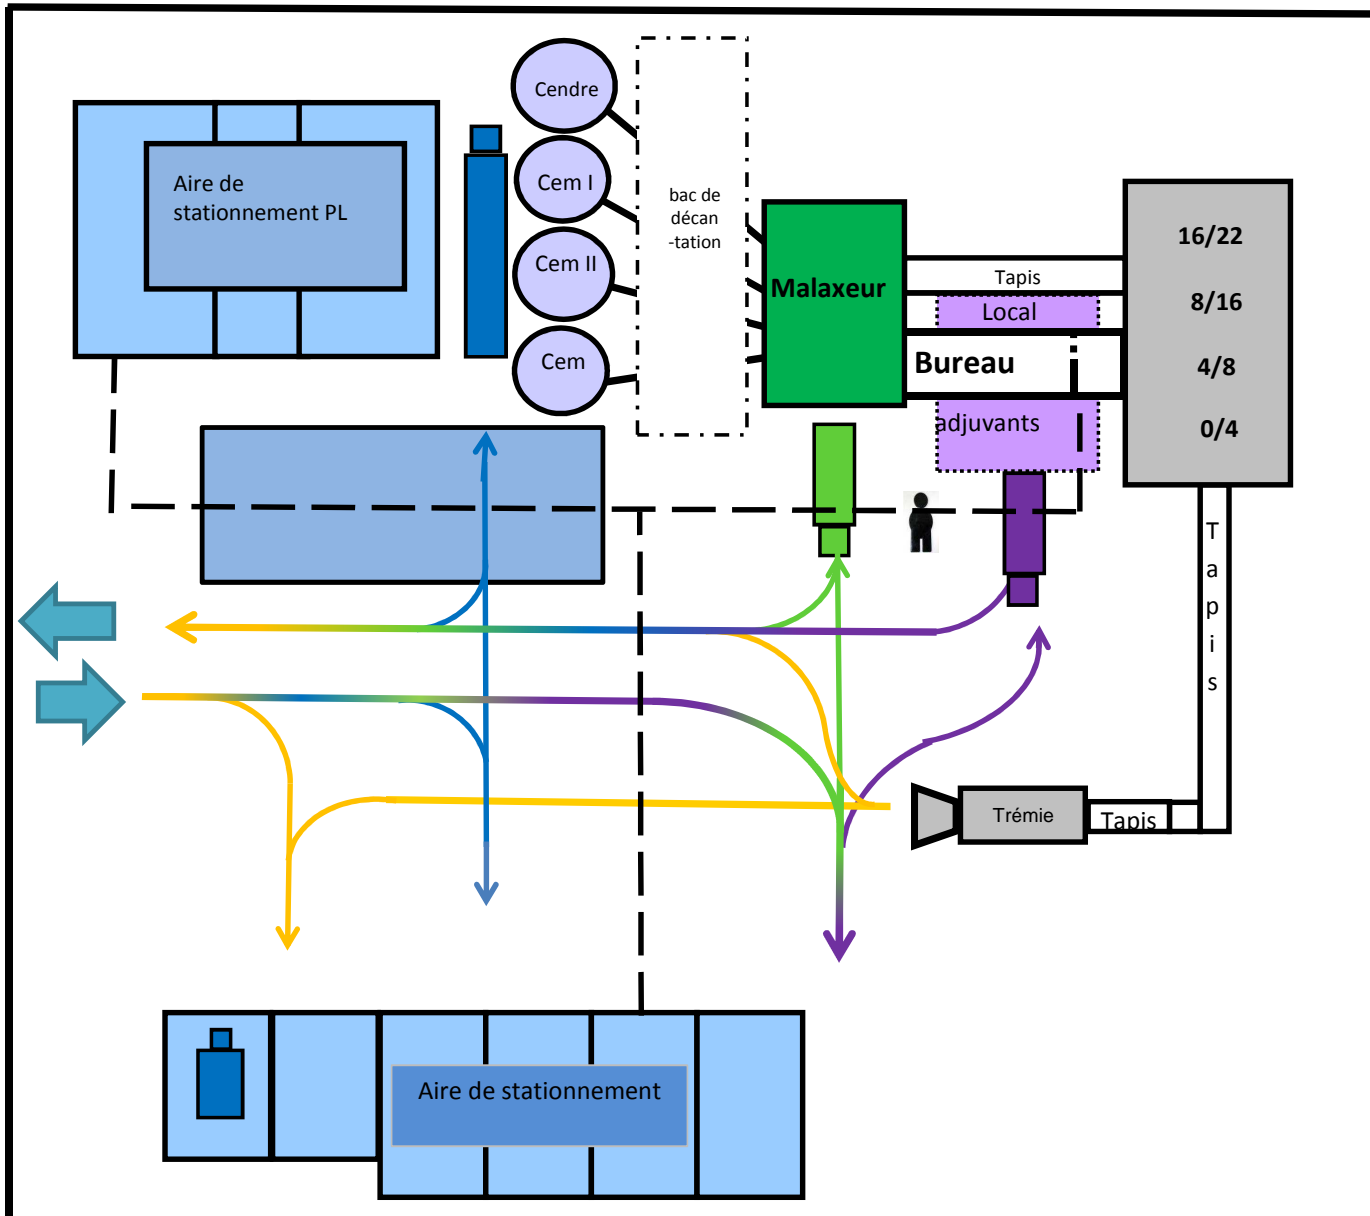 Cendre
Aire de
stationnement PL
Cem I
bac de
décan
-tation
Cem II
Cem
Malaxeur
Tapis
Local
Bureau
adjuvants
16/22
8/16
4/8
0/4
T
a
p
i
s
Trémie
Tapis
Aire de stationnement